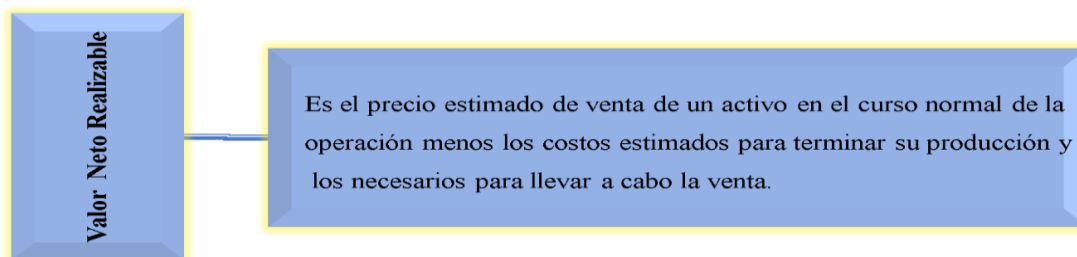 Valor Neto Realizable
Es el precio estimado de venta de un activo en el curso normal de la
operación menos los costos estimados para terminar su producción y
los necesarios para llevar a cabo la venta.